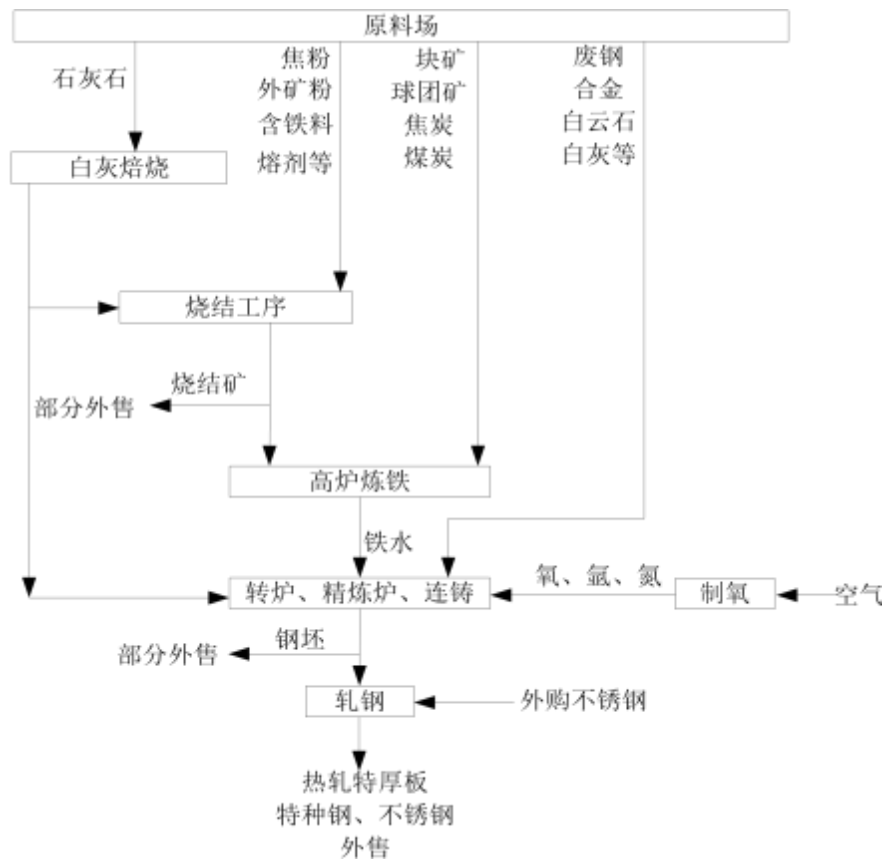 原料场
石灰石
焦粉
外矿粉
含铁料
熔剂等
块矿
球团矿
焦炭
煤炭
废钢
合金
白云石
白灰等
白灰焙烧
烧结工序
烧结矿
部分外售
高炉炼铁
铁水
转炉、精炼炉、连铸
氧、氩、氮
制氧
空气
钢坯
部分外售
轧钢
外购不锈钢
热轧特厚板
特种钢、不锈钢
外售